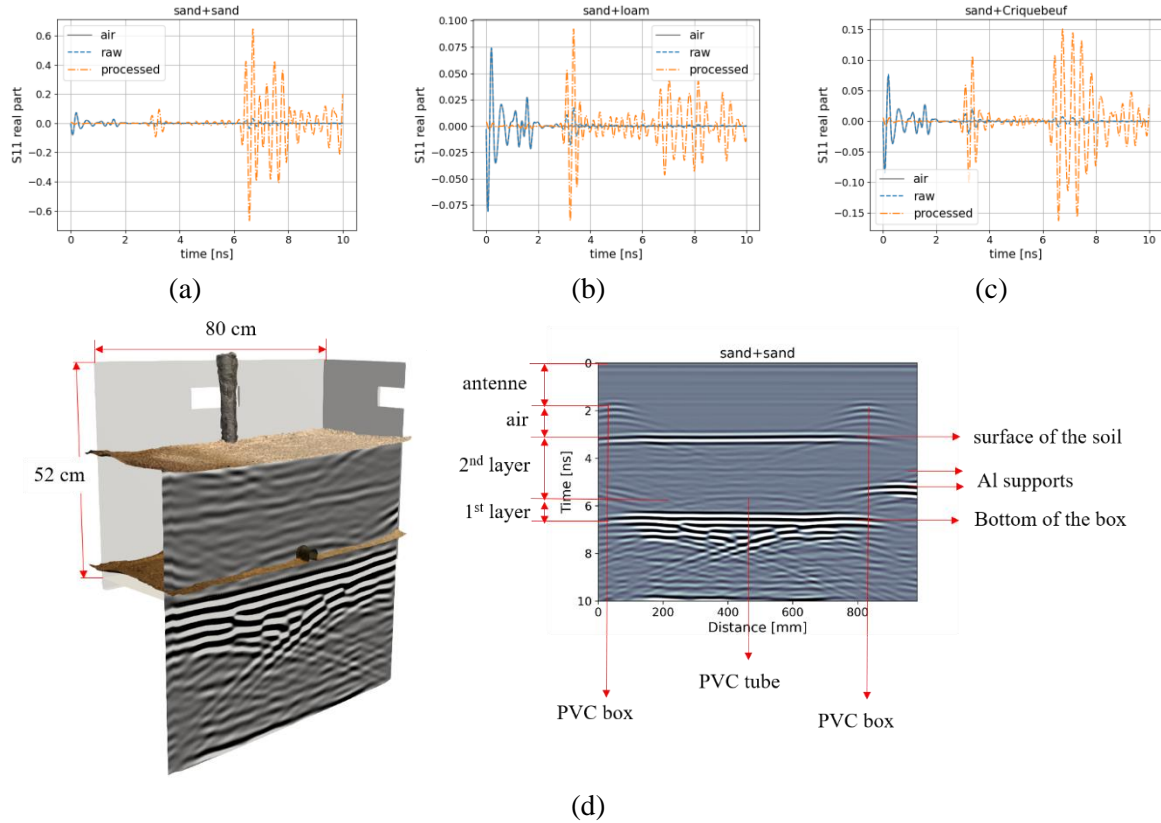 sand+sand
0.6
0.4
0.2
0.0
−0.2
−0.4
−0.6
S11 real part
air
raw
processed
0 2 4 6 8 10
time [ns]
(a)
sand+loam
0.100
0.075
0.050
0.025
0.000
−0.025
−0.050
−0.075
S11 real part
air
raw
processed
0 2 4 6 8 10
time [ns]
(b)
sand+Criquebeuf
0.15
0.10
0.05
0.00
−0.05
−0.10
−0.15
S11 real part
air
raw
processed
0 2 4 6 8 10
time [ns]
(c)
80 cm
52 cm
sand+sand
antenne
air
2nd layer
1st layer
Time [ns]
0
2
4
6
8
10
0 200 400 600 800
Distance [mm]
surface of the soil
Al supports
Bottom of the box
PVC tube
PVC box
PVC box
(d)